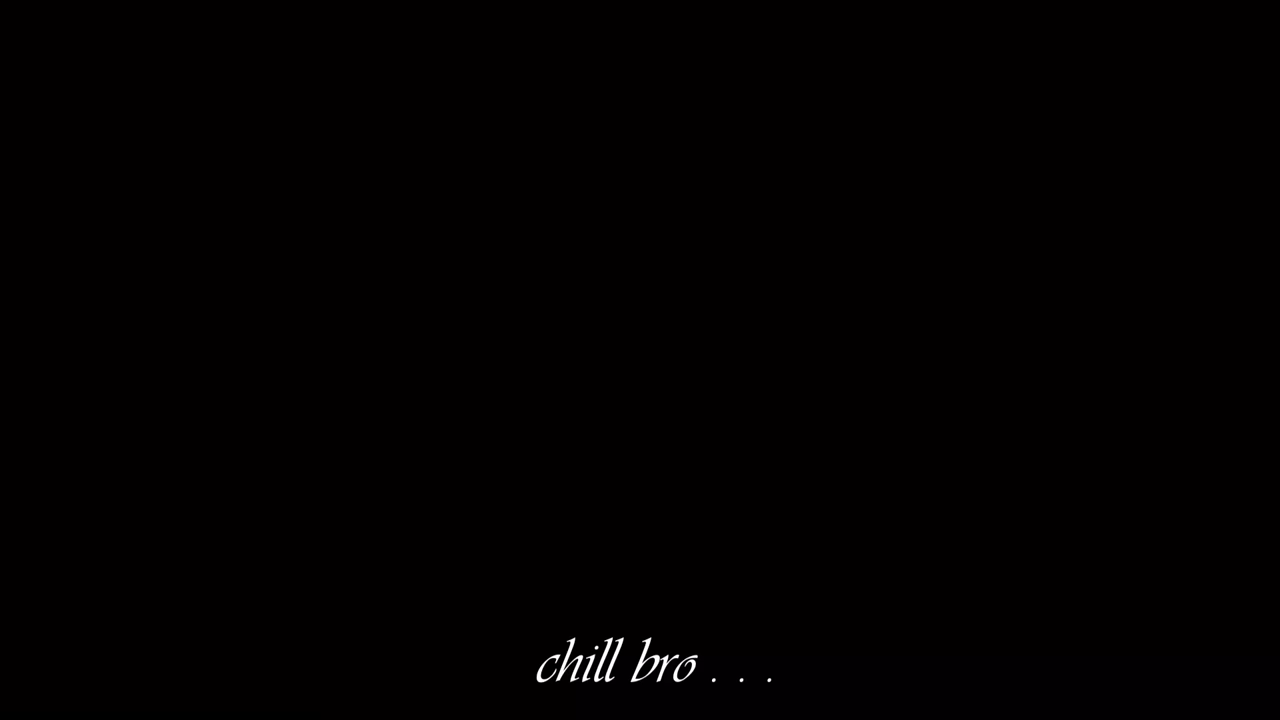 chill bro . . .